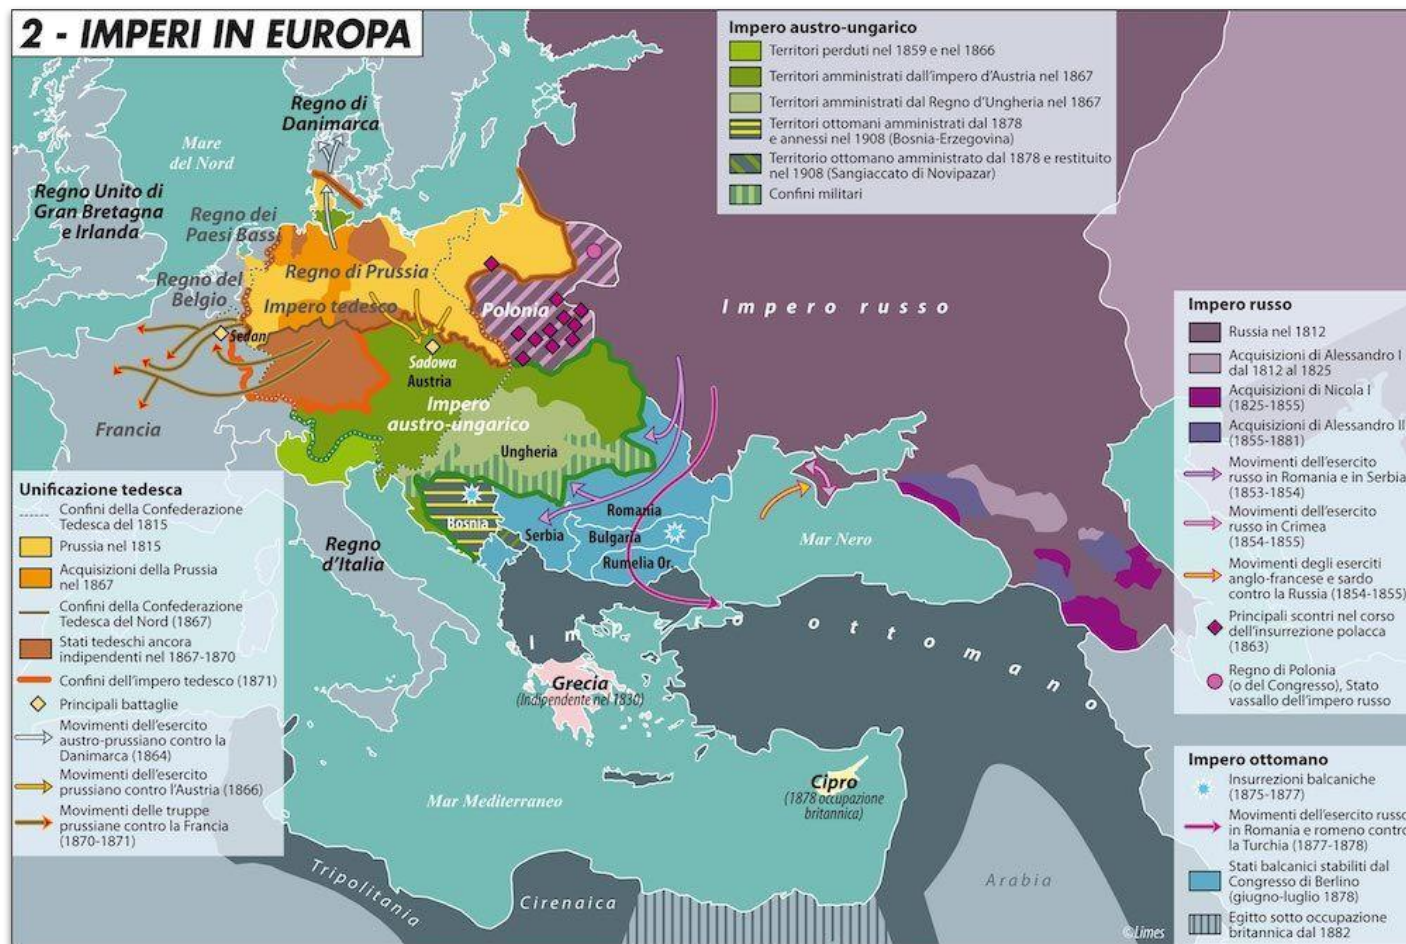 2 - IMPERI IN EUROPA
Impero austro-ungarico
Territori perduti nel 1859 e nel 1866
Territori amministrati dall'impero d'Austria nel 1867
Territori amministrati dal Regno d'Ungheria nel 1867
Territori ottomani amministrati dal 1878
e annessi nel 1908 (Bosnia-Erzegovina)
Territorio ottomano amministrato dal 1878 e restituito
nel 1908 (Sangiaccato di Novipazar)
Confini militari
Regno di
Danimarca
Mare
del Nord
Regno Unito di
Gran Bretagna
e Irlanda
Regno dei
Paesi Bassi
Regno del
Belgio
Regno di Prussia
Impero tedesco
Polonia
Impero russo
Sedan
Sadowa
Austria
Impero
austro-ungarico
Ungheria
Francia
Romania
Bosnia
Serbia
Bulgaria
Rumelia Or.
Mar Nero
Regno
d'Italia
Impero ottomano
Grecia
(Indipendente nel 1830)
Cipro
(1878 occupazione
britannica)
Mar Mediterraneo
Tripolitania
Cirenaica
Arabia
©Limes
Unificazione tedesca
Confini della Confederazione
Tedesca del 1815
Prussia nel 1815
Acquisizioni della Prussia
nel 1867
Confini della Confederazione
Tedesca del Nord (1867)
Stati tedeschi ancora
indipendenti nel 1867-1870
Confini dell'impero tedesco (1871)
Principali battaglie
Movimenti dell'esercito
austro-prussiano contro la
Danimarca (1864)
Movimenti dell'esercito
prussiano contro l'Austria (1866)
Movimenti delle truppe
prussiane contro la Francia
(1870-1871)
Impero russo
Russia nel 1812
Acquisizioni di Alessandro I
dal 1812 al 1825
Acquisizioni di Nicola I
(1825-1855)
Acquisizioni di Alessandro II
(1855-1881)
Movimenti dell'esercito
russo in Romania e in Serbia
(1853-1854)
Movimenti dell'esercito
russo in Crimea
(1854-1855)
Movimenti degli eserciti
anglo-francese e sardo
contro la Russia (1854-1855)
Principali scontri nel corso
dell'insurrezione polacca
(1863)
Regno di Polonia
(o del Congresso), Stato
vassallo dell'impero russo
Impero ottomano
Insurrezioni balcaniche
(1875-1877)
Movimenti dell'esercito russo
in Romania e romeno contro
la Turchia (1877-1878)
Stati balcanici stabiliti dal
Congresso di Berlino
(giugno-luglio 1878)
Egitto sotto occupazione
britannica dal 1882